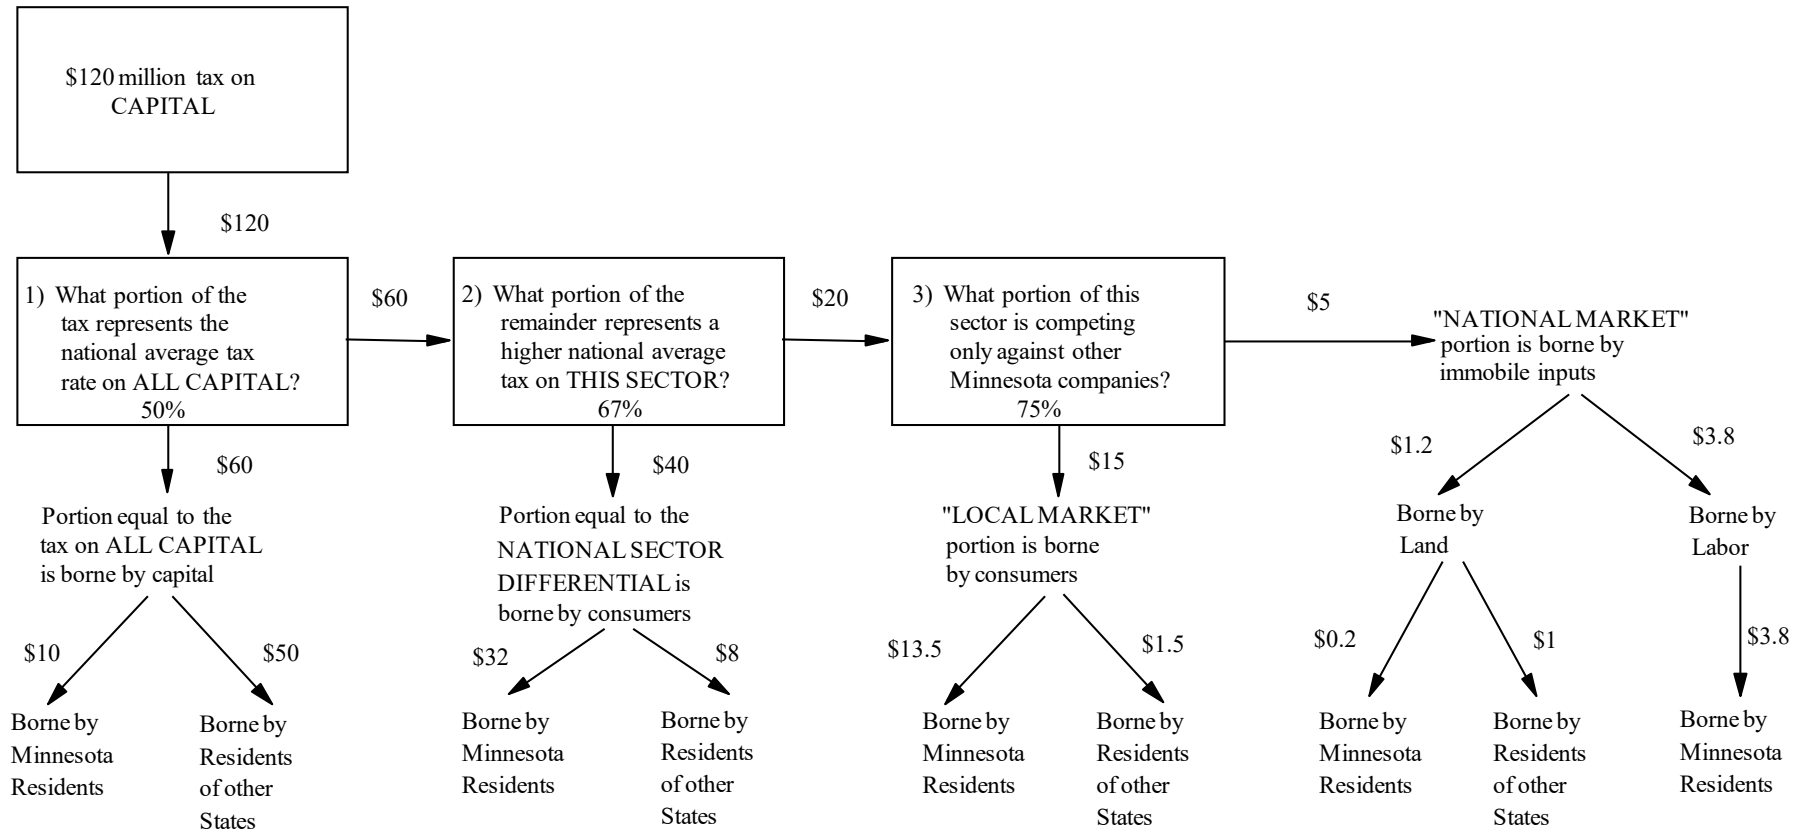 $120 million tax on
CAPITAL
$120
1) What portion of the
tax represents the
national average tax
rate on ALL CAPITAL?
50%
$60
2) What portion of the
remainder represents a
higher national average
tax on THIS SECTOR?
67%
$20
3) What portion of this
sector is competing
only against other
Minnesota companies?
75%
$5
"NATIONAL MARKET"
portion is borne by
immobile inputs
$60
Portion equal to the
tax on ALL CAPITAL
is borne by capital
$40
Portion equal to the
NATIONAL SECTOR
DIFFERENTIAL is
borne by consumers
$15
"LOCAL MARKET"
portion is borne
by consumers
$1.2
Borne by
Land
$3.8
Borne by
Labor
$10
Borne by
Minnesota
Residents
$50
Borne by
Residents
of other
States
$32
Borne by
Minnesota
Residents
$8
Borne by
Residents
of other
States
$13.5
Borne by
Minnesota
Residents
$1.5
Borne by
Residents
of other
States
$0.2
Borne by
Minnesota
Residents
$1
Borne by
Residents
of other
States
$3.8
Borne by
Minnesota
Residents